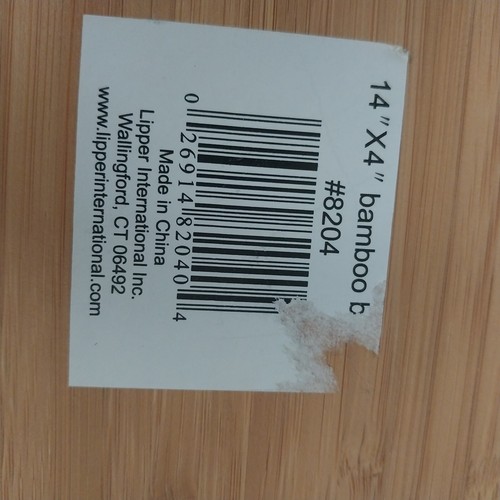 14"X4" bamboo b
#8204
0 26914 82040 4
Made in China
Lipper International Inc.
Wallingford, CT 06492
www.lipperinternational.com